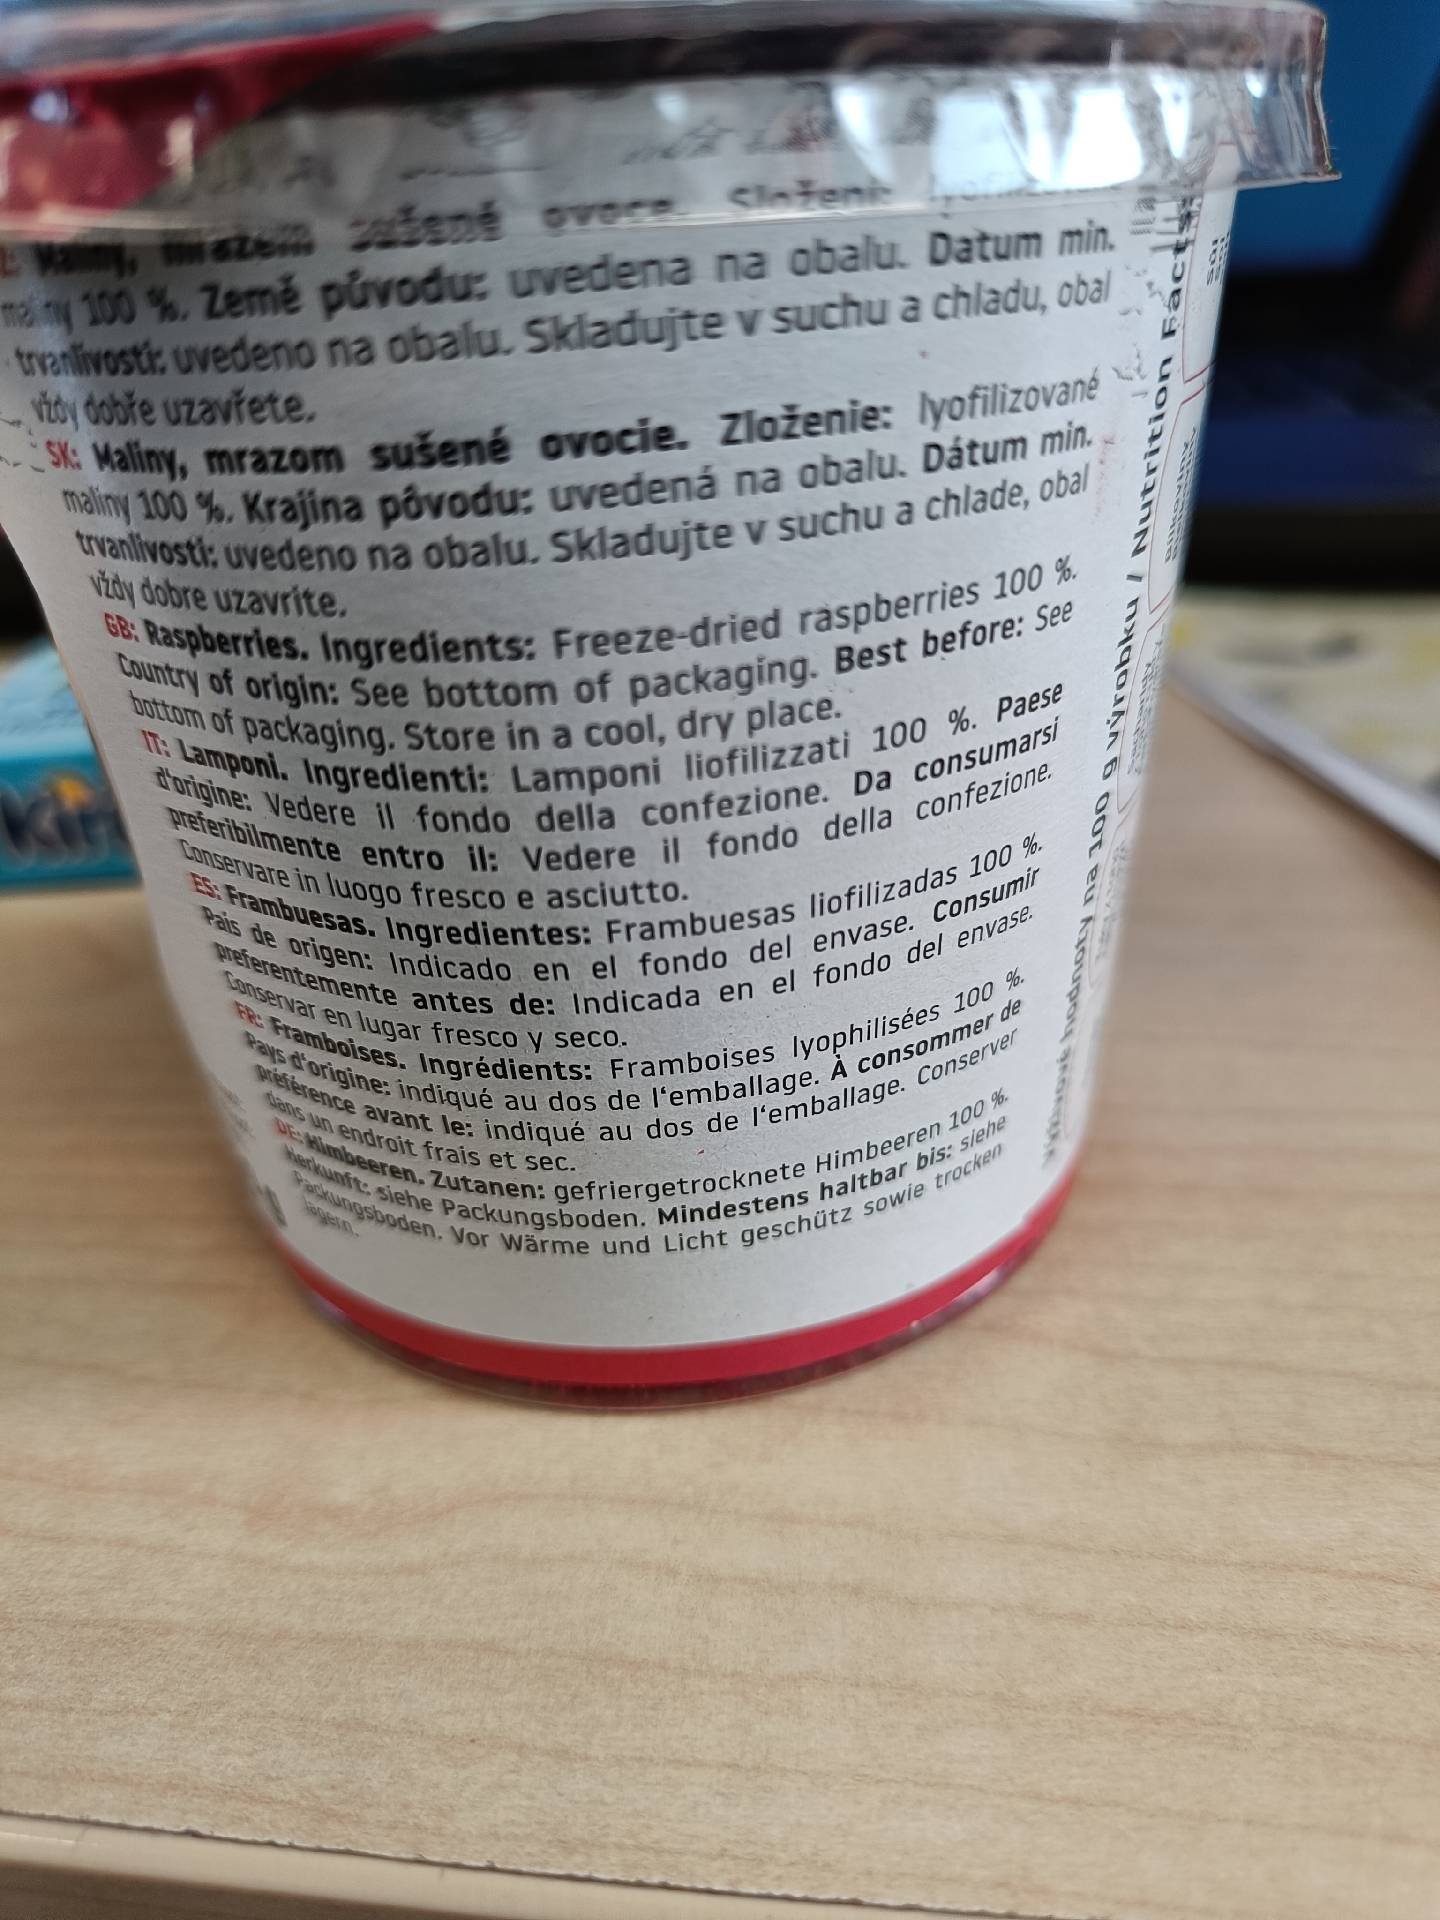 Maliny, mrazem sušené ovoce. Složení:
maliny 100 %. Země původu: uvedena na obalu. Datum min.
trvanlivosti: uvedeno na obalu. Skladujte v suchu a chladu, obal
vždy dobře uzavřete.
SK: Maliny, mrazom sušené ovocie. Zloženie: lyofilizované
maliny 100 %. Krajina pôvodu: uvedená na obalu. Dátum min.
trvanlivosti: uvedeno na obalu. Skladujte v suchu a chlade, obal
vždy dobre uzavrite.
GB: Raspberries. Ingredients: Freeze-dried raspberries 100 %.
Country of origin: See bottom of packaging. Best before: See
bottom of packaging. Store in a cool, dry place.
IT: Lamponi. Ingredienti: Lamponi liofilizzati 100 %. Paese
d'origine: Vedere il fondo della confezione. Da consumarsi
preferibilmente entro il: Vedere il fondo della confezione.
Conservare in luogo fresco e asciutto.
ES: Frambuesas. Ingredientes: Frambuesas liofilizadas 100 %.
Pais de origen: Indicado en el fondo del envase. Consumir
preferentemente antes de: Indicada en el fondo del envase.
Conservar en lugar fresco y seco.
FR: Framboises. Ingrédients: Framboises lyophilisées 100 %.
Pays d'origine: indiqué au dos de l'emballage. À consommer de
préférence avant le: indiqué au dos de l'emballage. Conserver
dans un endroit frais et sec.
DE: Himbeeren. Zutanen: gefriergetrocknete Himbeeren 100 %.
Herkunft: siehe Packungsboden. Mindestens haltbar bis: siehe
Packungsboden. Vor Wärme und Licht geschütz sowie trocken
lagern.
Výživové hodnoty na 100 g výrobku / Nutrition Facts: